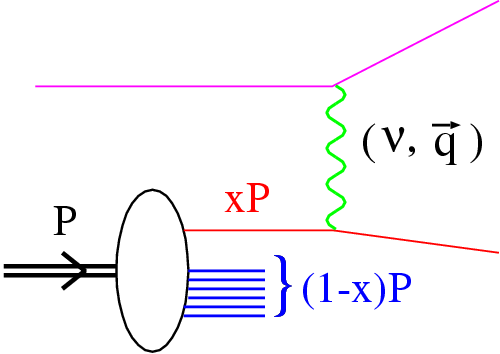 (ν, q⃗ )
xP
P
} (1-x)P